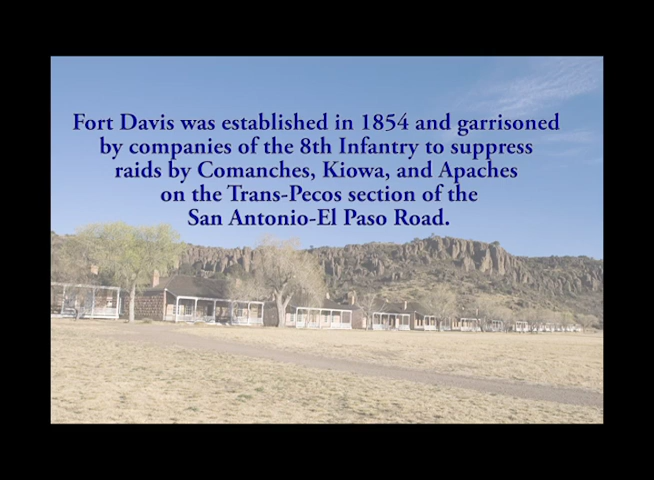 Fort Davis was established in 1854 and garrisoned
by companies of the 8th Infantry to suppress
raids by Comanches, Kiowa, and Apaches
on the Trans-Pecos section of the
San Antonio-El Paso Road.